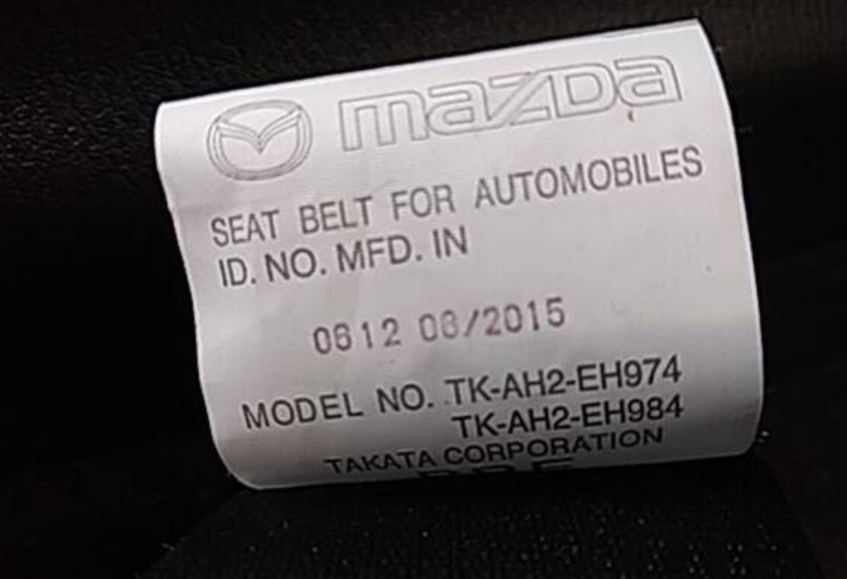 mazda
SEAT BELT FOR AUTOMOBILES
ID. NO. MFD. IN
0612 06/2015
MODEL NO. TK-AH2-EH974
TK-AH2-EH984
TAKATA CORPORATION